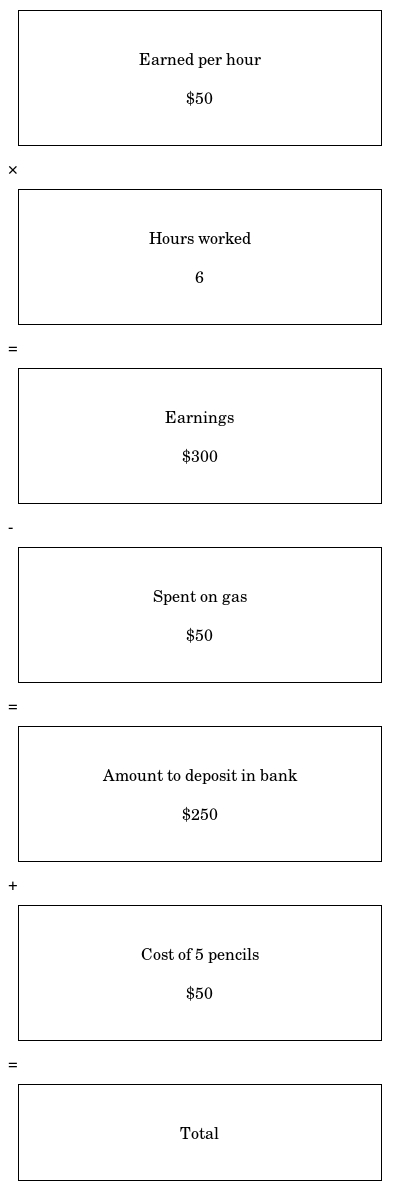 Earned per hour
$50
×
Hours worked
6
=
Earnings
$300
-
Spent on gas
$50
=
Amount to deposit in bank
$250
+
Cost of 5 pencils
$50
=
Total